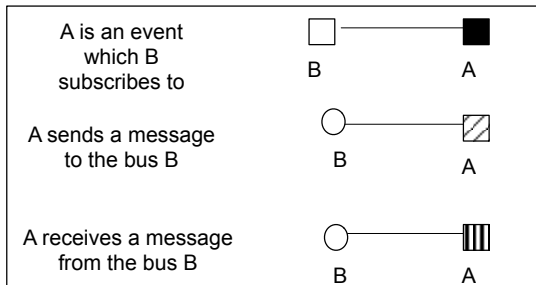 A is an event
which B
subscribes to
B
A
A sends a message
to the bus B
B
A
A receives a message
from the bus B
B
A